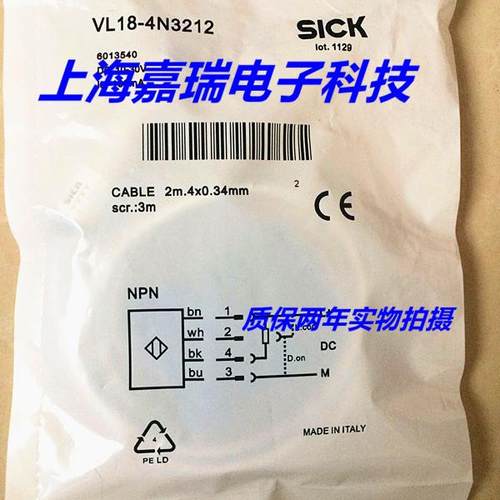 VL18-4N3212
SICK
lot. 1129
6013540
上海嘉瑞电子科技
CABLE 2m.4x0.34mm 2
scr.:3m
CE
NPN
bn 1
wh 2
bk 4
bu 3
质保两年实物拍摄
DC
D.on
M
4
PE LD
MADE IN ITALY